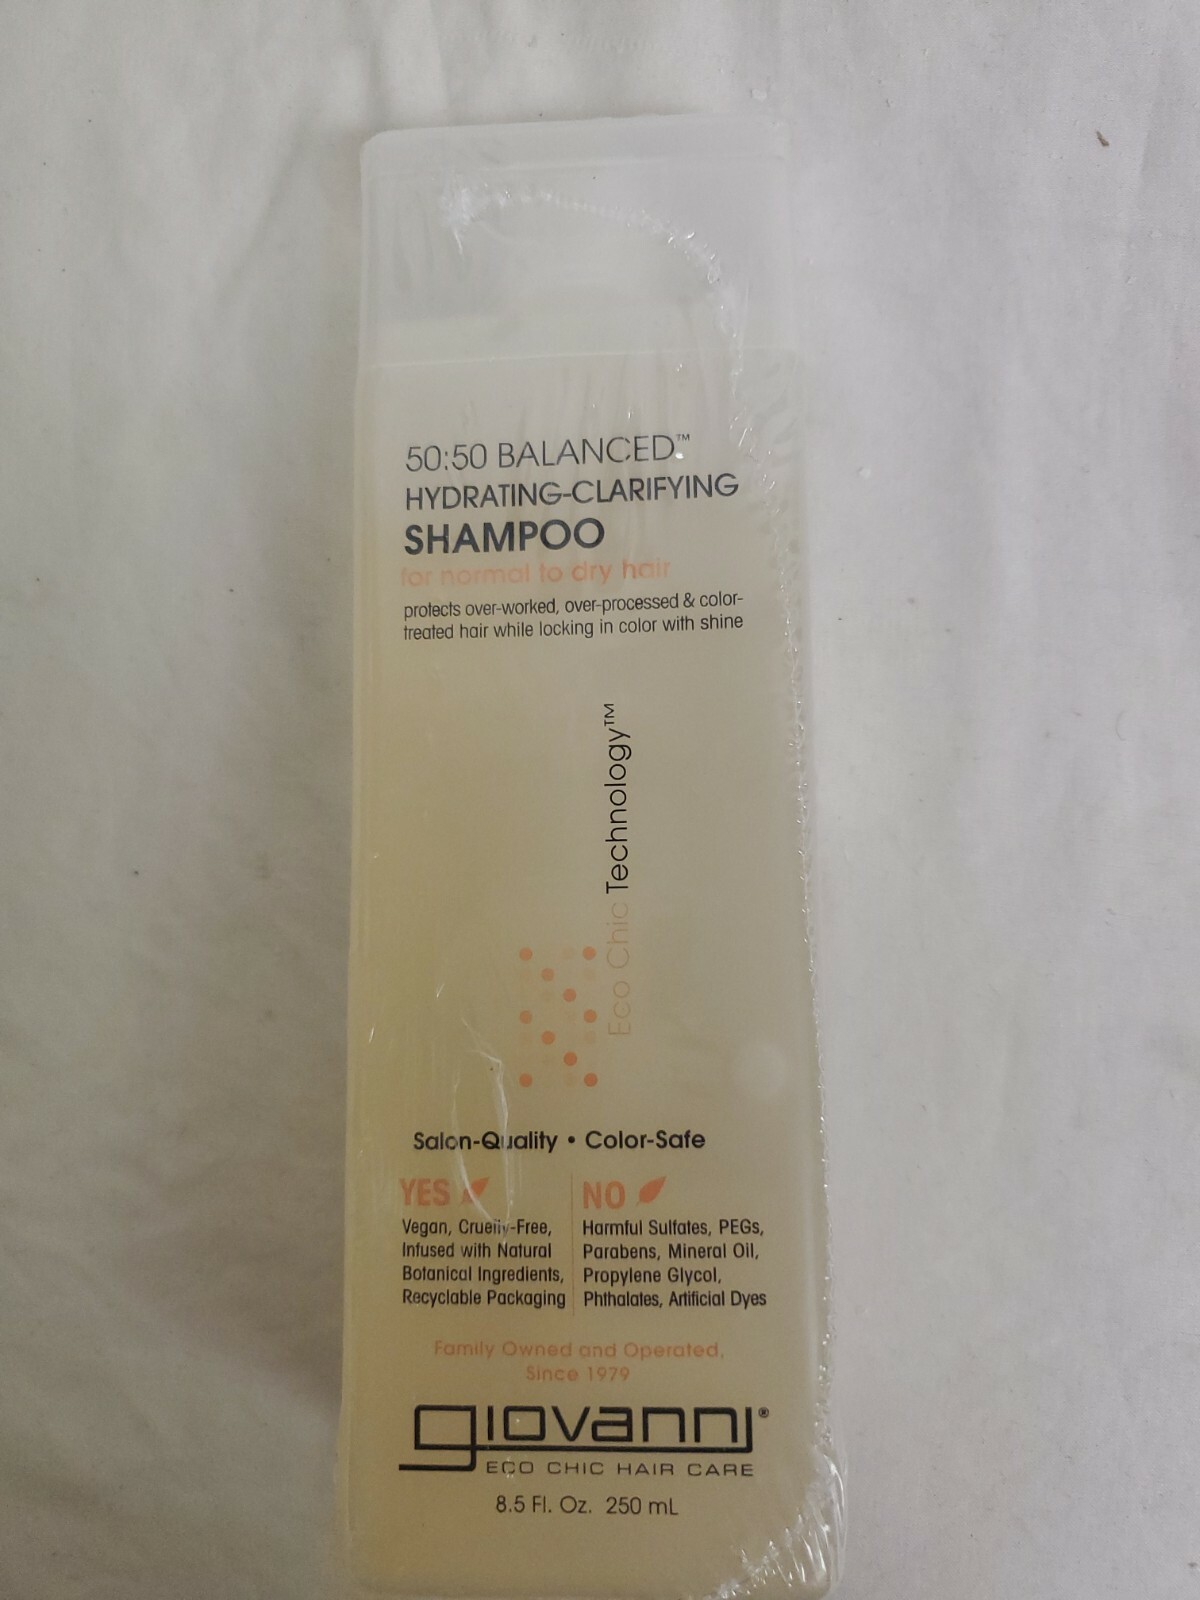 50:50 BALANCED™
HYDRATING-CLARIFYING
SHAMPOO
for normal to dry hair
protects over-worked, over-processed & color-
treated hair while locking in color with shine
Eco Chic Technology™
Salon-Quality • Color-Safe
YES
Vegan, Cruelty-Free,
Infused with Natural
Botanical Ingredients,
Recyclable Packaging
NO
Harmful Sulfates, PEGs,
Parabens, Mineral Oil,
Propylene Glycol,
Phthalates, Artificial Dyes
Family Owned and Operated,
Since 1979
giovanni®
ECO CHIC HAIR CARE
8.5 Fl. Oz. 250 mL